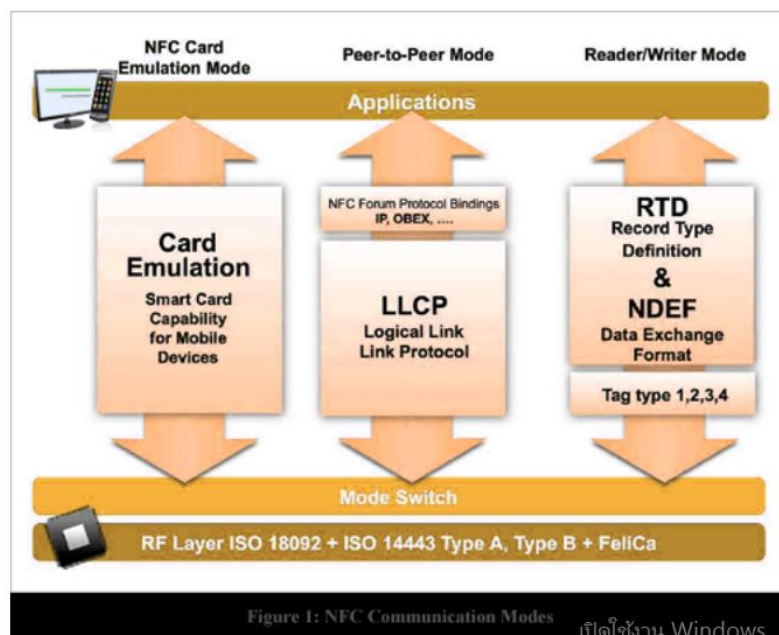 NFC Card
Emulation Mode
Peer-to-Peer Mode
Reader/Writer Mode
Applications
Card
Emulation
Smart Card
Capability
for Mobile
Devices
NFC Forum Protocol Bindings
IP, OBEX, ....
LLCP
Logical Link
Link Protocol
RTD
Record Type
Definition
&
NDEF
Data Exchange
Format
Tag type 1,2,3,4
Mode Switch
RF Layer ISO 18092 + ISO 14443 Type A, Type B + FeliCa
Figure 1: NFC Communication Modes
เปิดใช้งาน Windows